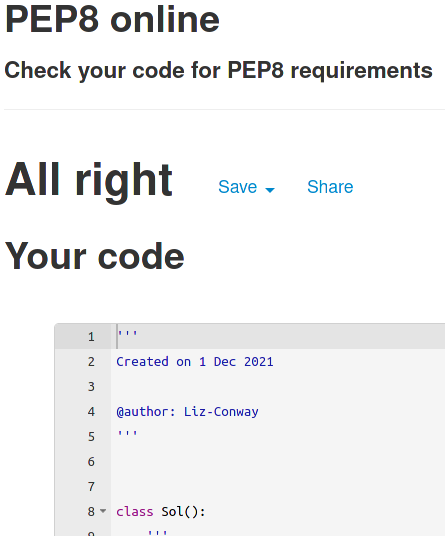 PEP8 online
Check your code for PEP8 requirements
All right Save Share
Your code
1 '''
2 Created on 1 Dec 2021
3
4 @author: Liz-Conway
5 '''
6
7
8 class Sol():
9 '''